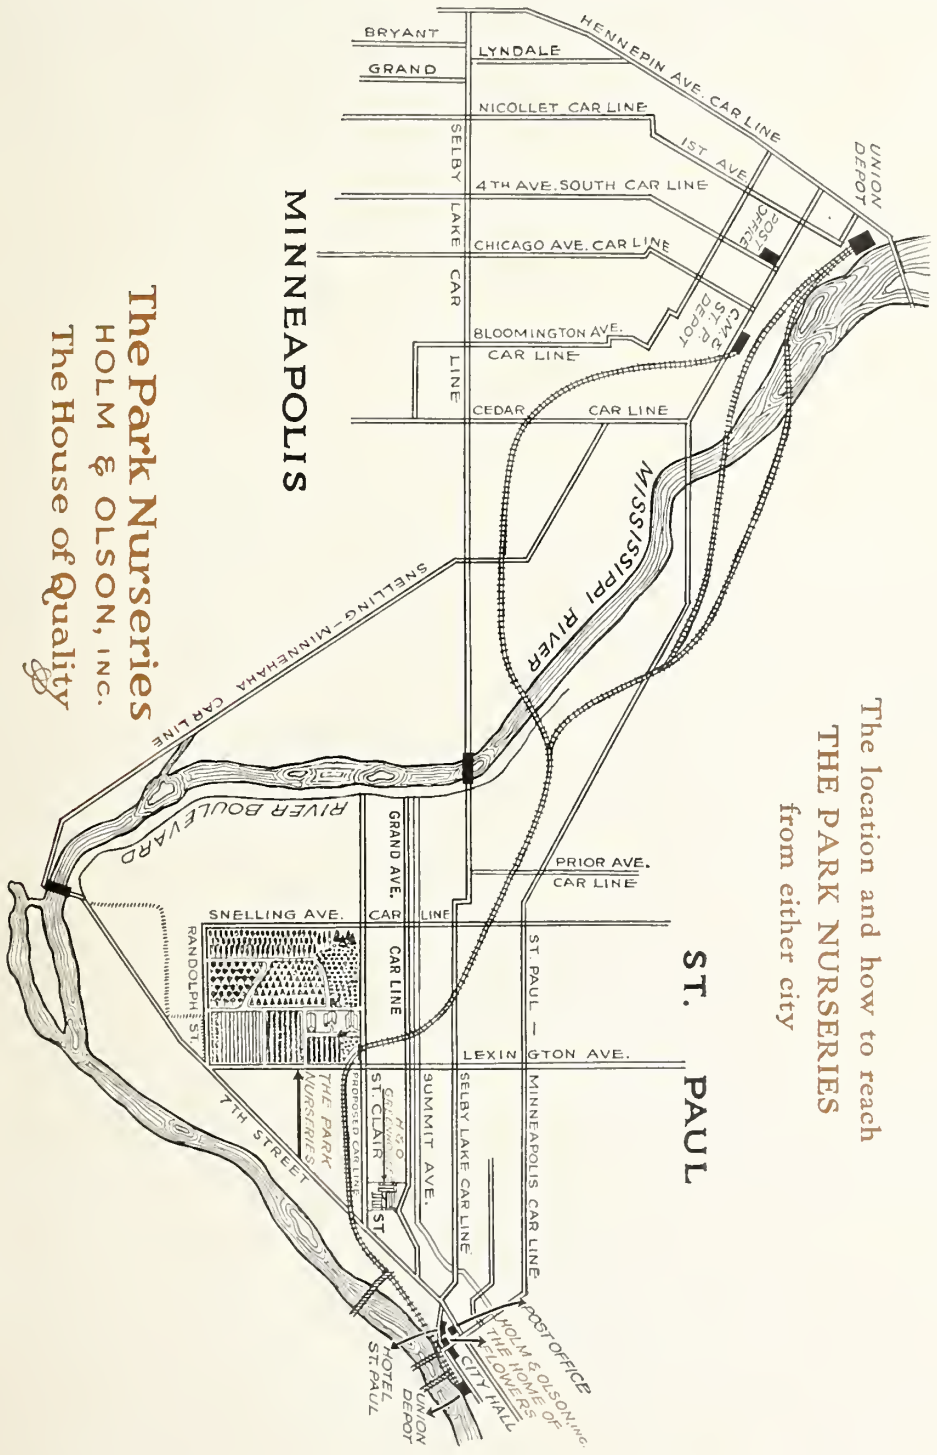 The location and how to reach
THE PARK NURSERIES
from either city
MINNEAPOLIS
ST. PAUL
The Park Nurseries
HOLM & OLSON, INC.
The House of Quality
BRYANT
GRAND
LYNDALE
HENNEPIN AVE. CAR LINE
NICOLLET CAR LINE
1ST AVE.
4TH AVE. SOUTH CAR LINE
CHICAGO AVE. CAR LINE
UNION
DEPOT
POST
OFFICE
C.M. &
ST. P.
DEPOT
BLOOMINGTON AVE.
CAR LINE
CEDAR CAR LINE
SELBY LAKE CAR LINE
MISSISSIPPI RIVER
SNELLING-MINNEHAHA CAR LINE
RIVER BOULEVARD
GRAND AVE. CAR LINE
PRIOR AVE.
CAR LINE
SNELLING AVE. CAR LINE
RANDOLPH ST.
ST. PAUL — MINNEAPOLIS CAR LINE
LEXINGTON AVE.
SUMMIT AVE.
SELBY LAKE CAR LINE
H & O
ST. CLAIR ST
PROPOSED CAR LINE
THE PARK
NURSERIES
7TH STREET
POST OFFICE
HOLM & OLSON, INC.
THE HOME OF
FLOWERS
CITY HALL
HOTEL
ST. PAUL
UNION
DEPOT